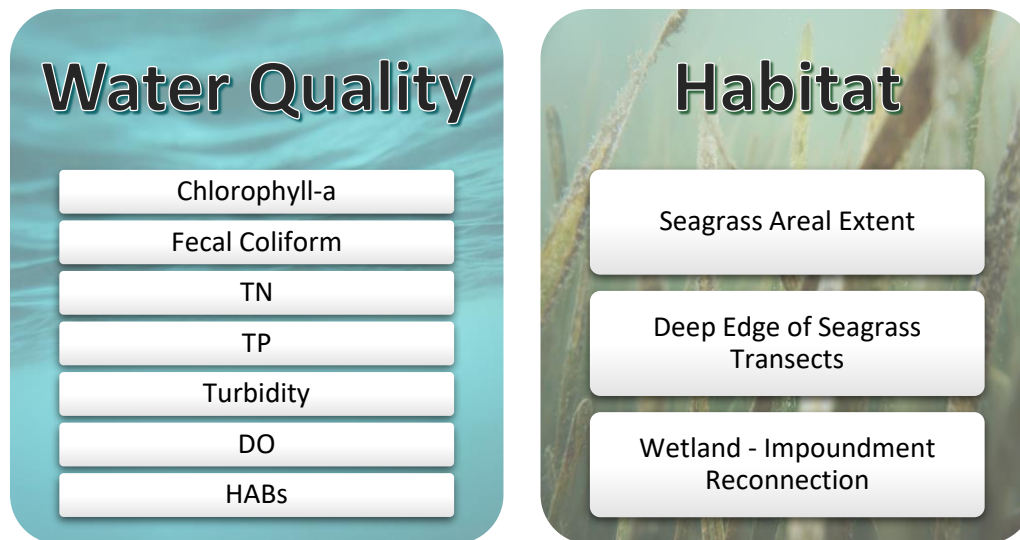 Water Quality
Chlorophyll-a
Fecal Coliform
TN
TP
Turbidity
DO
HABs
Habitat
Seagrass Areal Extent
Deep Edge of Seagrass
Transects
Wetland - Impoundment
Reconnection